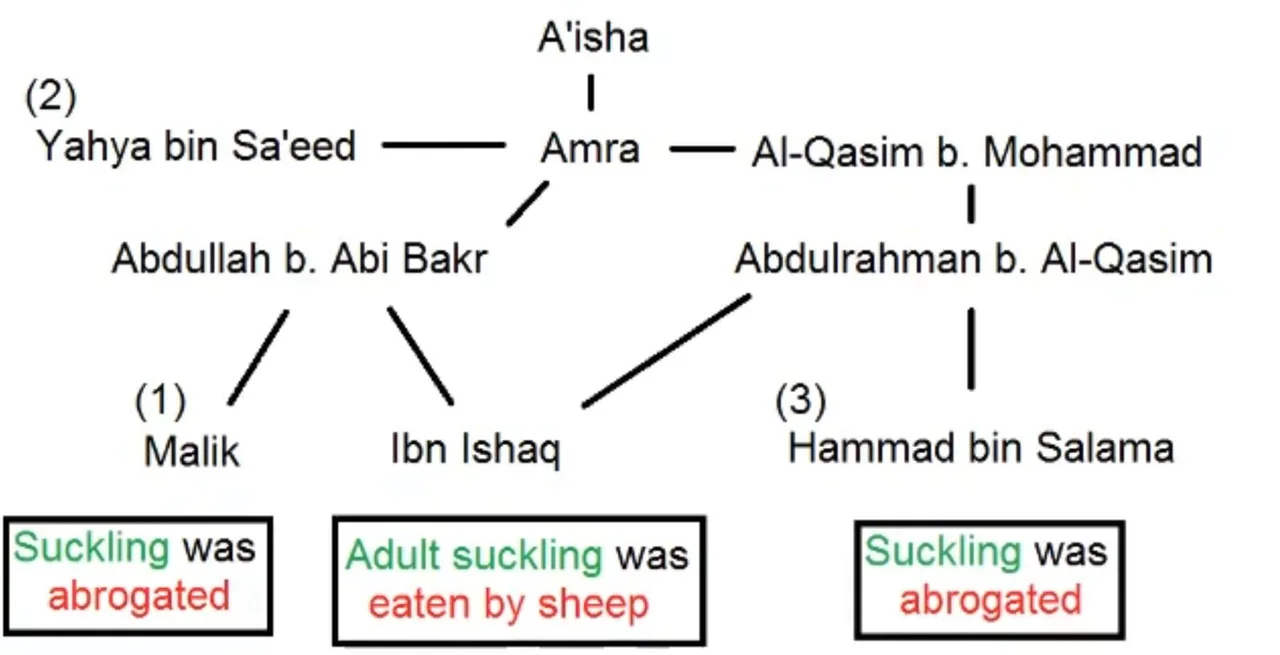 A'isha
(2)
Yahya bin Sa'eed
Amra
Al-Qasim b. Mohammad
Abdullah b. Abi Bakr
Abdulrahman b. Al-Qasim
(1)
Malik
Ibn Ishaq
(3)
Hammad bin Salama
Suckling was
abrogated
Adult suckling was
eaten by sheep
Suckling was
abrogated